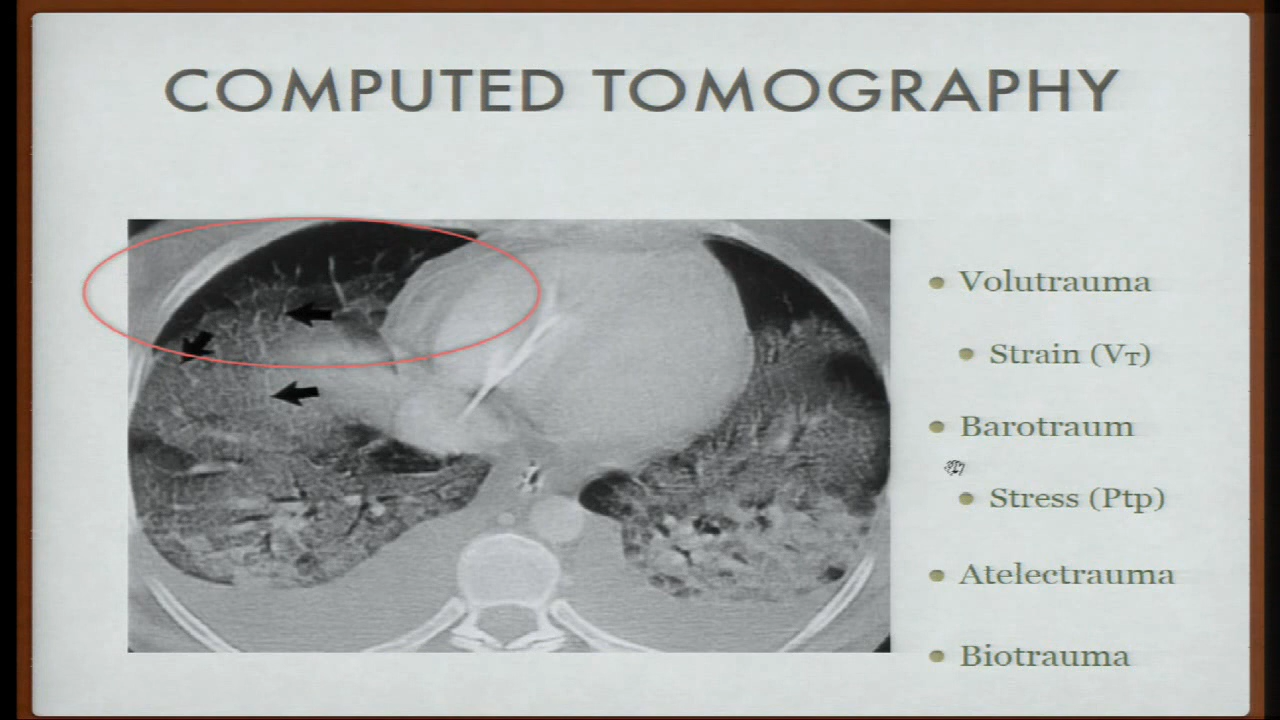 COMPUTED TOMOGRAPHY
Volutrauma
Strain (VT)
Barotraum
Stress (Ptp)
Atelectrauma
Biotrauma